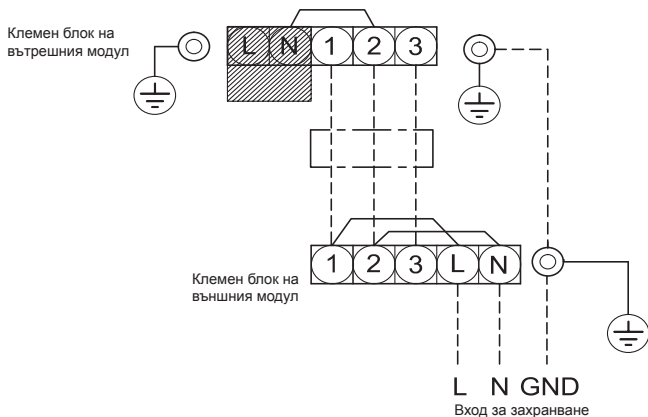 Клемен блок на
вътрешния модул
L N 1 2 3
1 2 3 L N
Клемен блок на
външния модул
L N GND
Вход за захранване